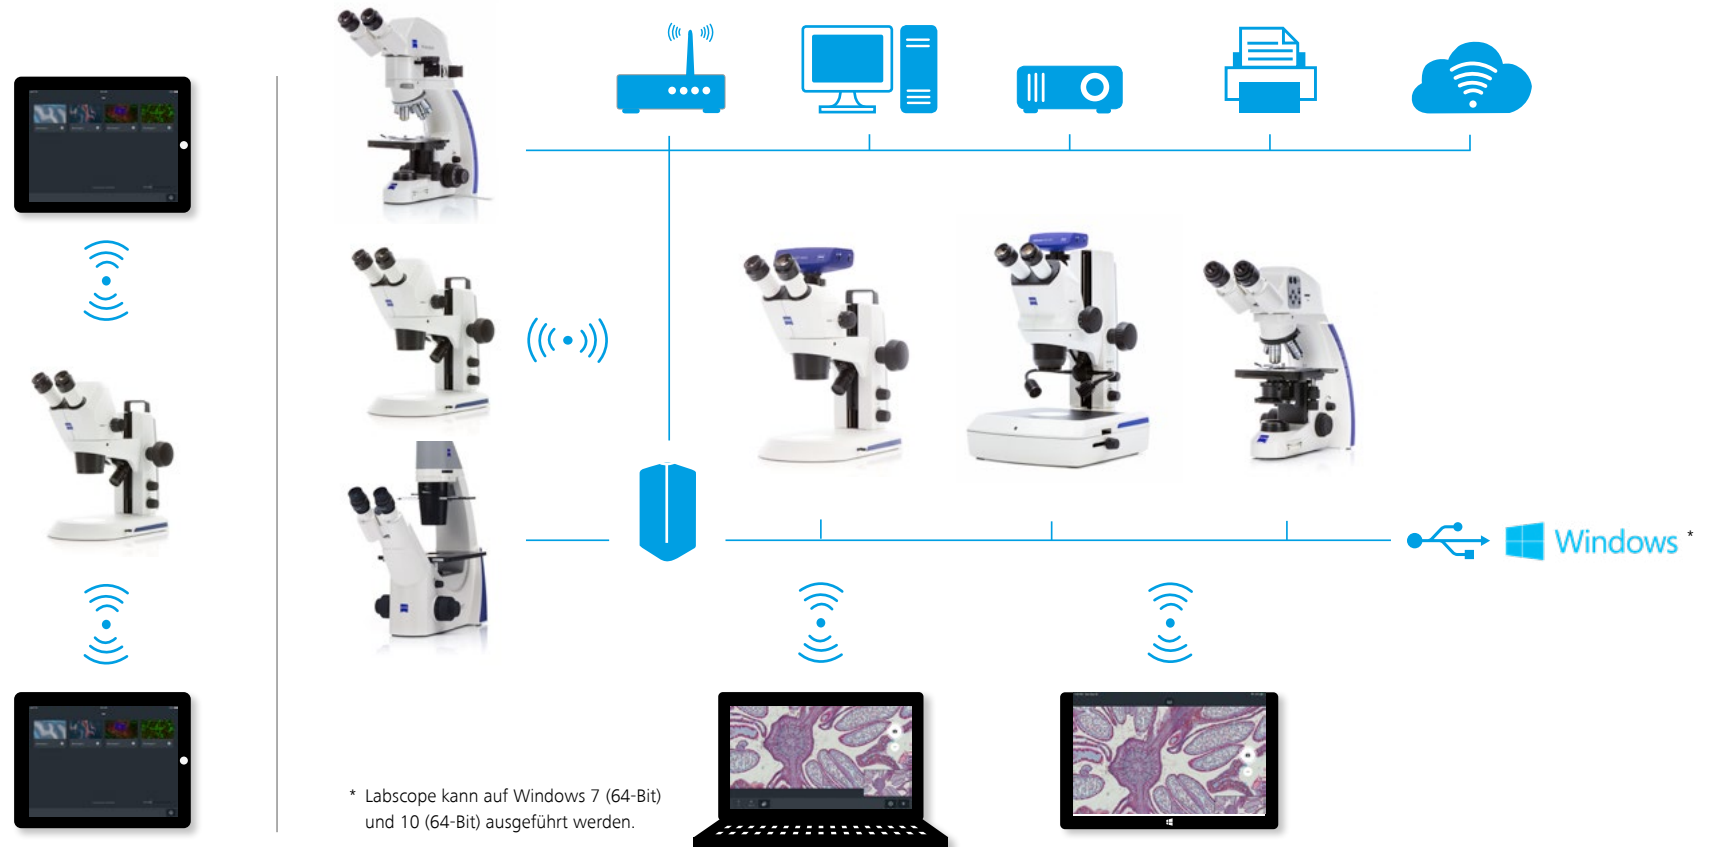 Windows *
* Labscope kann auf Windows 7 (64-Bit)
und 10 (64-Bit) ausgeführt werden.